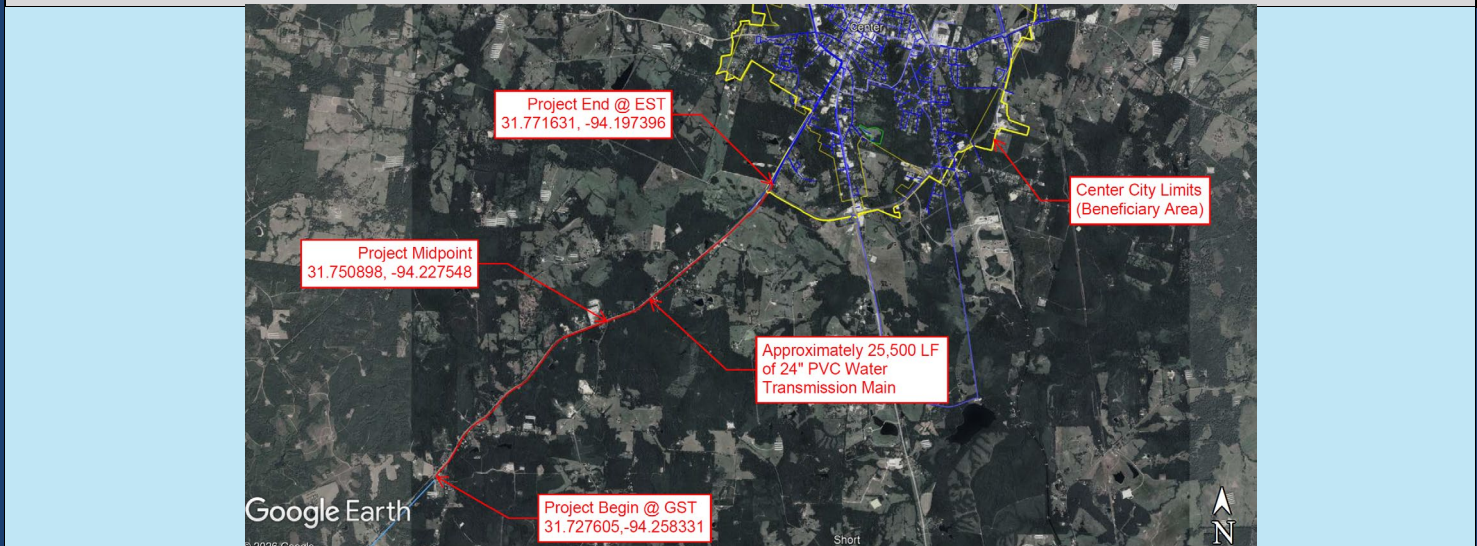 Center
Project End @ EST
31.771631, -94.197396
Center City Limits
(Beneficiary Area)
Project Midpoint
31.750898, -94.227548
Approximately 25,500 LF
of 24" PVC Water
Transmission Main
Project Begin @ GST
31.727605,-94.258331
Google Earth
© 2026 Google
Short
N